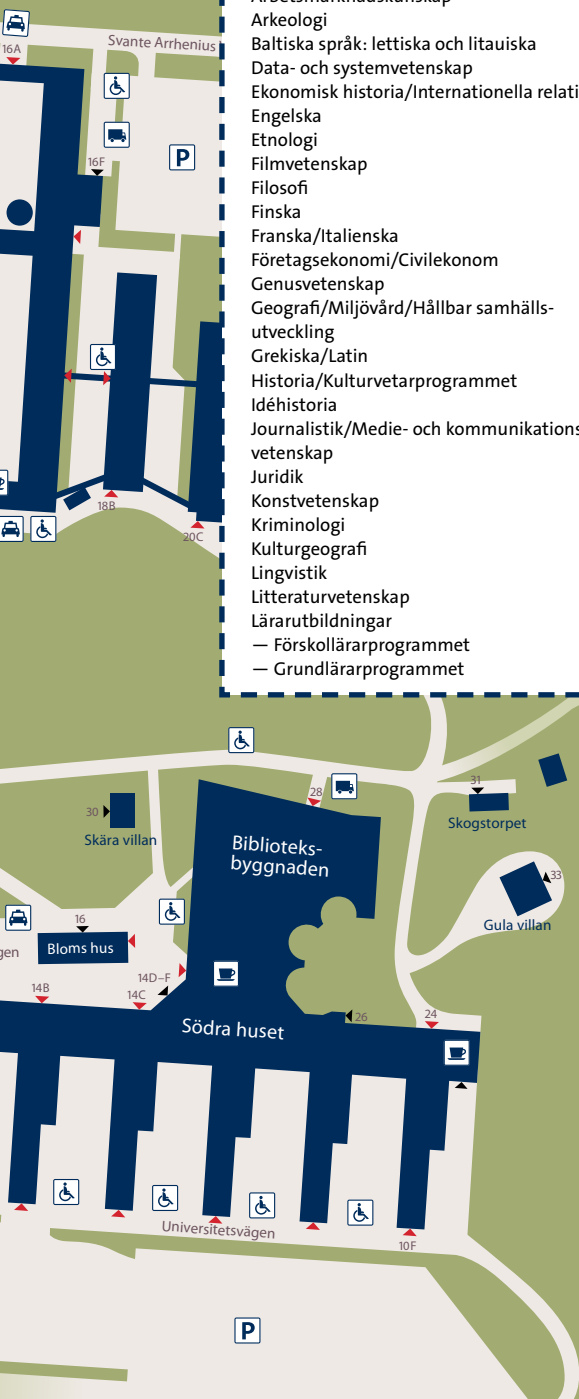 Arbetsmarknadskunskap
Arkeologi
Baltiska språk: lettiska och litauiska
Data- och systemvetenskap
Ekonomisk historia/Internationella relati
Engelska
Etnologi
Filmvetenskap
Filosofi
Finska
Franska/Italienska
Företagsekonomi/Civilekonom
Genusvetenskap
Geografi/Miljövård/Hållbar samhälls-
utveckling
Grekiska/Latin
Historia/Kulturvetarprogrammet
Idéhistoria
Journalistik/Medie- och kommunikations
vetenskap
Juridik
Konstvetenskap
Kriminologi
Kulturgeografi
Lingvistik
Litteraturvetenskap
Lärarutbildningar
— Förskollärarprogrammet
— Grundlärarprogrammet
Svante Arrhenius
16A
P
16F
18B
20C
28
31
Skogstorpet
30
Skära villan
Biblioteks-
byggnaden
33
Gula villan
16
gen
Bloms hus
14D–F
14B
14C
Södra huset
26
24
Universitetsvägen
10F
P